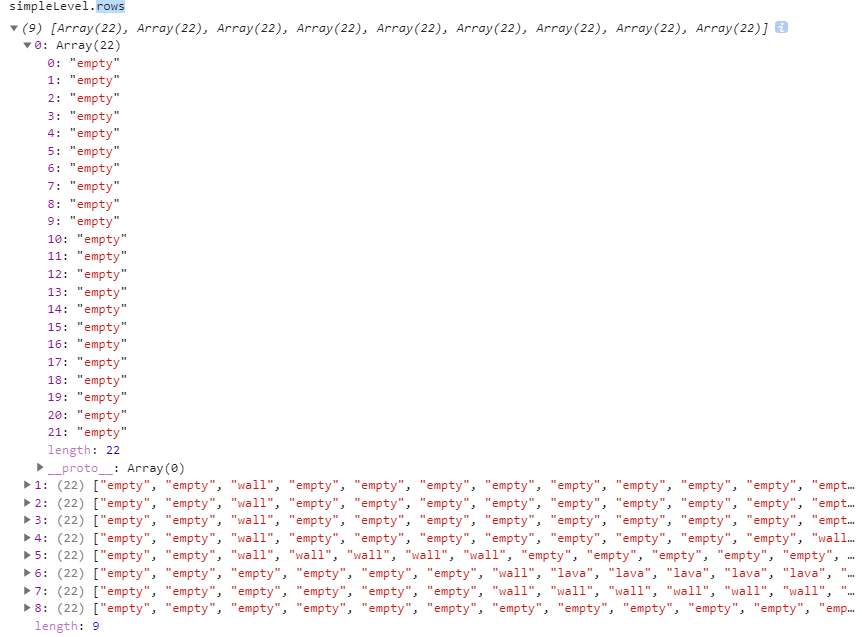 simpleLevel.rows
(9) [Array(22), Array(22), Array(22), Array(22), Array(22), Array(22), Array(22), Array(22), Array(22)] i
0: Array(22)
0: "empty"
1: "empty"
2: "empty"
3: "empty"
4: "empty"
5: "empty"
6: "empty"
7: "empty"
8: "empty"
9: "empty"
10: "empty"
11: "empty"
12: "empty"
13: "empty"
14: "empty"
15: "empty"
16: "empty"
17: "empty"
18: "empty"
19: "empty"
20: "empty"
21: "empty"
length: 22
__proto__: Array(0)
1: (22) ["empty", "empty", "wall", "empty", "empty", "empty", "empty", "empty", "empty", "empty", "empty", "empt…
2: (22) ["empty", "empty", "wall", "empty", "empty", "empty", "empty", "empty", "empty", "empty", "empty", "empt…
3: (22) ["empty", "empty", "wall", "empty", "empty", "empty", "empty", "empty", "empty", "empty", "empty", "empt…
4: (22) ["empty", "empty", "wall", "empty", "empty", "empty", "empty", "empty", "empty", "empty", "empty", "wall…
5: (22) ["empty", "empty", "wall", "wall", "wall", "wall", "wall", "empty", "empty", "empty", "empty", "empty", …
6: (22) ["empty", "empty", "empty", "empty", "empty", "empty", "wall", "lava", "lava", "lava", "lava", "lava", "…
7: (22) ["empty", "empty", "empty", "empty", "empty", "empty", "wall", "wall", "wall", "wall", "wall", "wall", "…
8: (22) ["empty", "empty", "empty", "empty", "empty", "empty", "empty", "empty", "empty", "empty", "empty", "emp…
length: 9